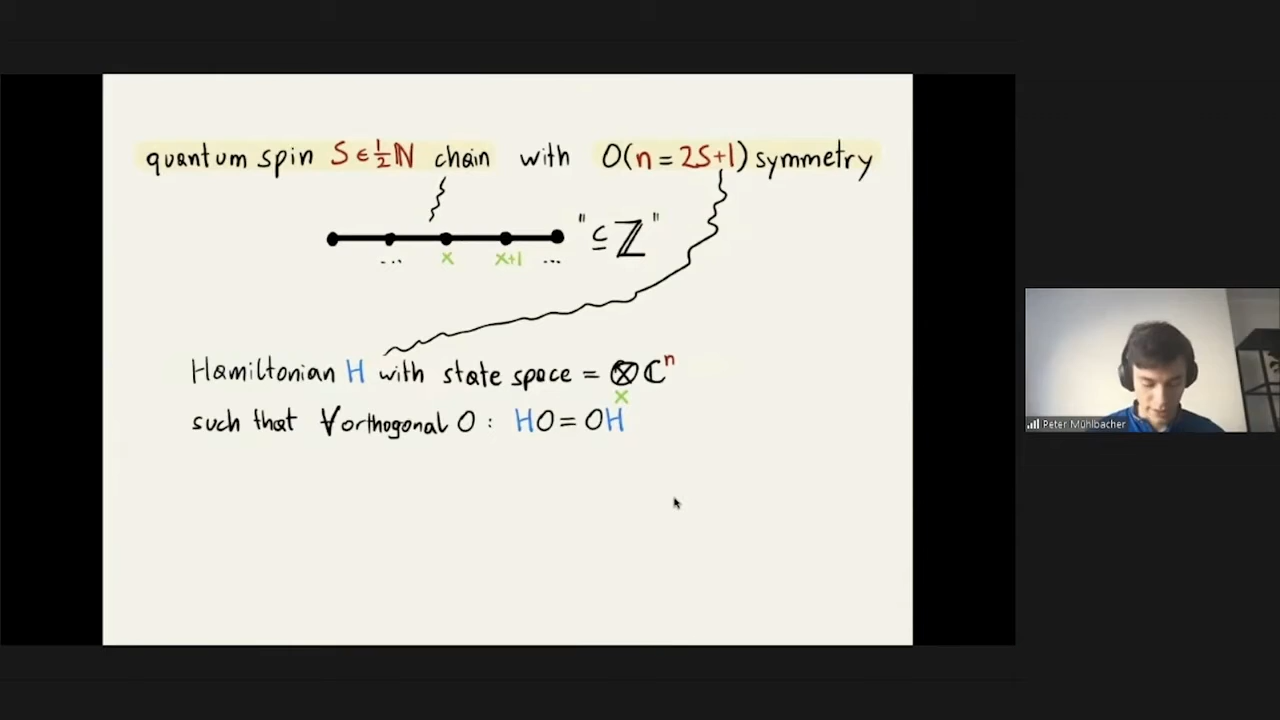 quantum spin S ∈ ½ℕ chain with O(n = 2S+1) symmetry
"⊆ ℤ"
... x x+1 ...
Hamiltonian H with state space = ⊗ ℂⁿ
x
such that ∀ orthogonal O : HO = OH
Peter Mühlbacher